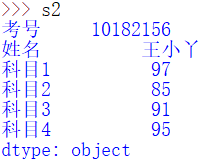 >>> s2
考号 10182156
姓名 王小丫
科目1 97
科目2 85
科目3 91
科目4 95
dtype: object